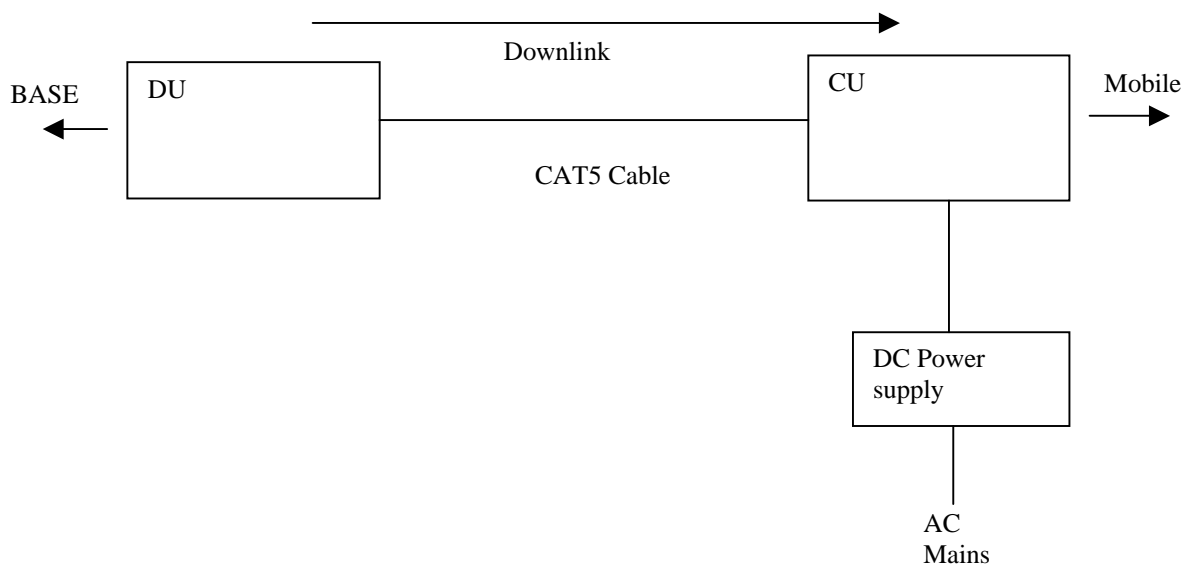 Downlink
BASE
DU
CU
Mobile
CAT5 Cable
DC Power
supply
AC
Mains